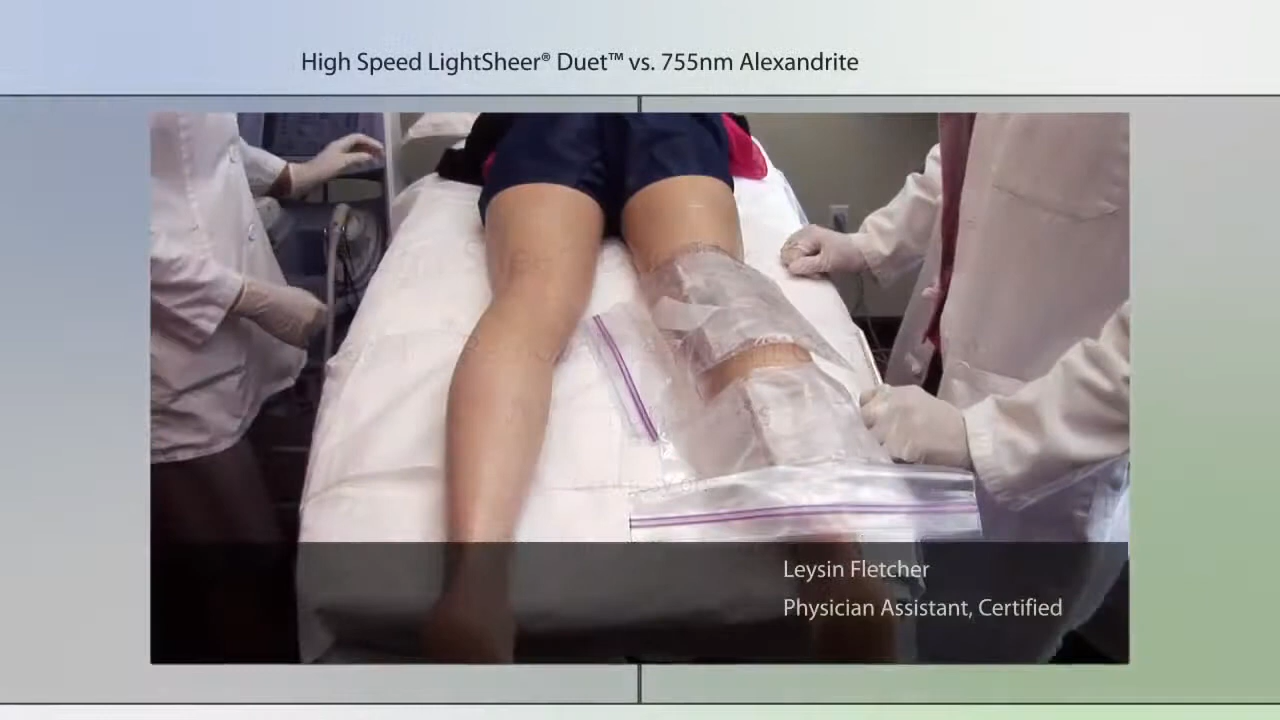 High Speed LightSheer® Duet™ vs. 755nm Alexandrite
Leysin Fletcher
Physician Assistant, Certified